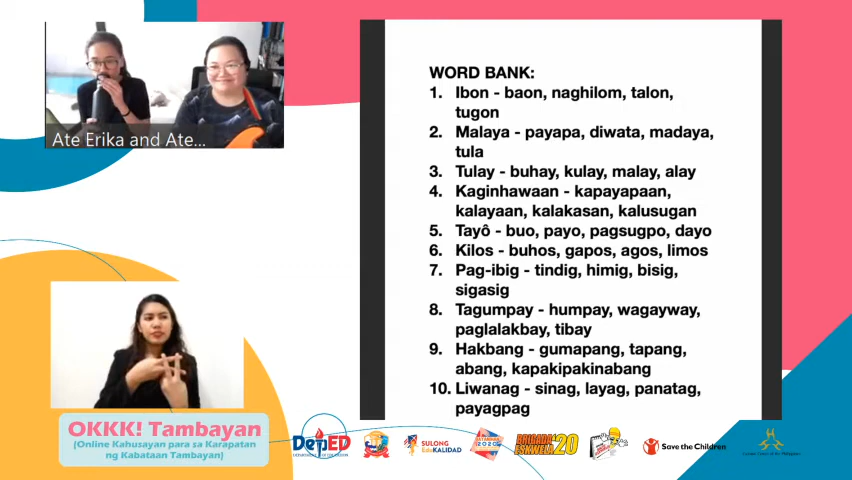 Ate Erika and Ate...
WORD BANK:
1. Ibon - baon, naghilom, talon,
tugon
2. Malaya - payapa, diwata, madaya,
tula
3. Tulay - buhay, kulay, malay, alay
4. Kaginhawaan - kapayapaan,
kalayaan, kalakasan, kalusugan
5. Tayô - buo, payo, pagsugpo, dayo
6. Kilos - buhos, gapos, agos, limos
7. Pag-ibig - tindig, himig, bisig,
sigasig
8. Tagumpay - humpay, wagayway,
paglalakbay, tibay
9. Hakbang - gumapang, tapang,
abang, kapakipakinabang
10. Liwanag - sinag, layag, panatag,
payagpag
OKKK! Tambayan
(Online Kahusayan para sa Karapatan
ng Kabataan Tambayan)
DepED
SULONG
EduKALIDAD
BRIGADA
ESKWELA'20
Save the Children